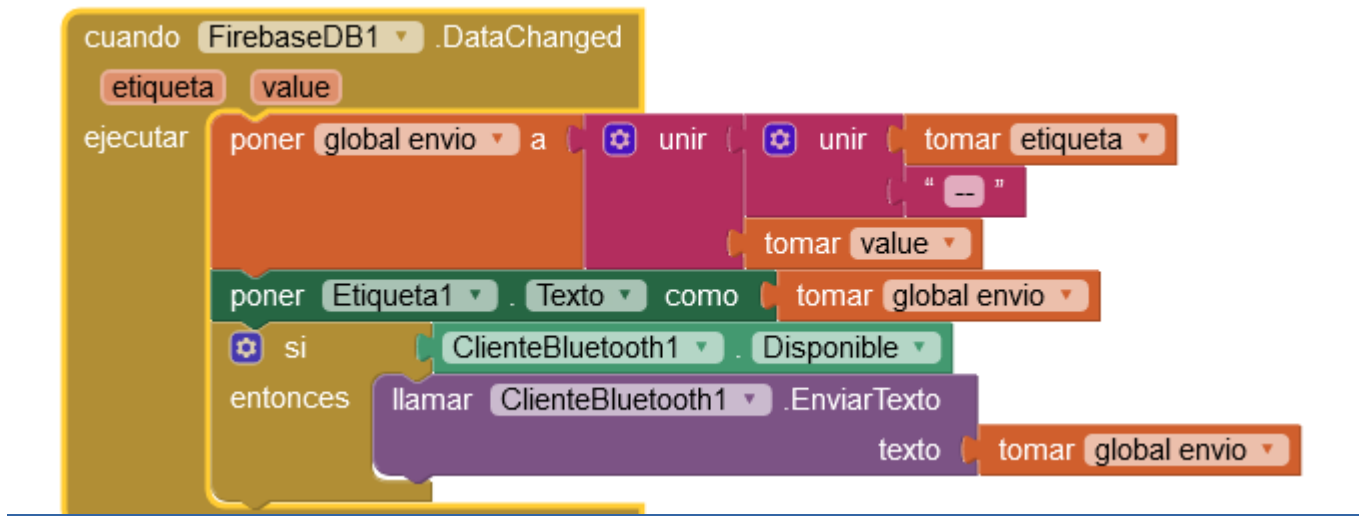 cuando FirebaseDB1 .DataChanged
etiqueta value
ejecutar poner global envio a unir unir tomar etiqueta
“ -- ”
tomar value
poner Etiqueta1 . Texto como tomar global envio
si ClienteBluetooth1 . Disponible
entonces llamar ClienteBluetooth1 .EnviarTexto
texto tomar global envio